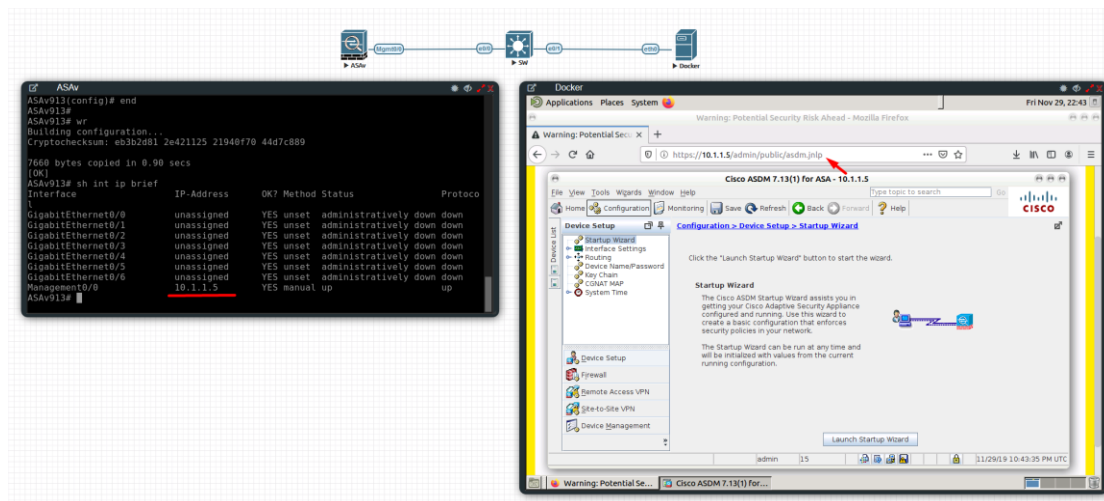 Mgmt0/0
e0/0
e0/1
eth0
ASAv
SW
Docker
ASAv
ASAv913(config)# end
ASAv913#
ASAv913# wr
Building configuration...
Cryptochecksum: eb3b2d81 2e421125 21940f70 44d7c889
7660 bytes copied in 0.90 secs
[OK]
ASAv913# sh int ip brief
Interface IP-Address OK? Method Status Protoco
l
GigabitEthernet0/0 unassigned YES unset administratively down down
GigabitEthernet0/1 unassigned YES unset administratively down down
GigabitEthernet0/2 unassigned YES unset administratively down down
GigabitEthernet0/3 unassigned YES unset administratively down down
GigabitEthernet0/4 unassigned YES unset administratively down down
GigabitEthernet0/5 unassigned YES unset administratively down down
GigabitEthernet0/6 unassigned YES unset administratively down down
Management0/0 10.1.1.5 YES manual up up
ASAv913#
Docker
Applications Places System Fri Nov 29, 22:43
Warning: Potential Security Risk Ahead - Mozilla Firefox
Warning: Potential Secu
https://10.1.1.5/admin/public/asdm.jnlp
Cisco ASDM 7.13(1) for ASA - 10.1.1.5
File View Tools Wizards Window Help Type topic to search Go
Home Configuration Monitoring Save Refresh Back Forward Help
CISCO
Device List
Device Setup
Configuration > Device Setup > Startup Wizard
Startup Wizard
Interface Settings
Routing
Device Name/Password
Key Chain
CGNAT MAP
System Time
Click the "Launch Startup Wizard" button to start the wizard.
Startup Wizard
The Cisco ASDM Startup Wizard assists you in
getting your Cisco Adaptive Security Appliance
configured and running. Use this wizard to
create a basic configuration that enforces
security policies in your network.
The Startup Wizard can be run at any time and
will be initialized with values from the current
running configuration.
Device Setup
Firewall
Remote Access VPN
Site-to-Site VPN
Device Management
Launch Startup Wizard
admin 15 11/29/19 10:43:35 PM UTC
Warning: Potential Se... Cisco ASDM 7.13(1) for...